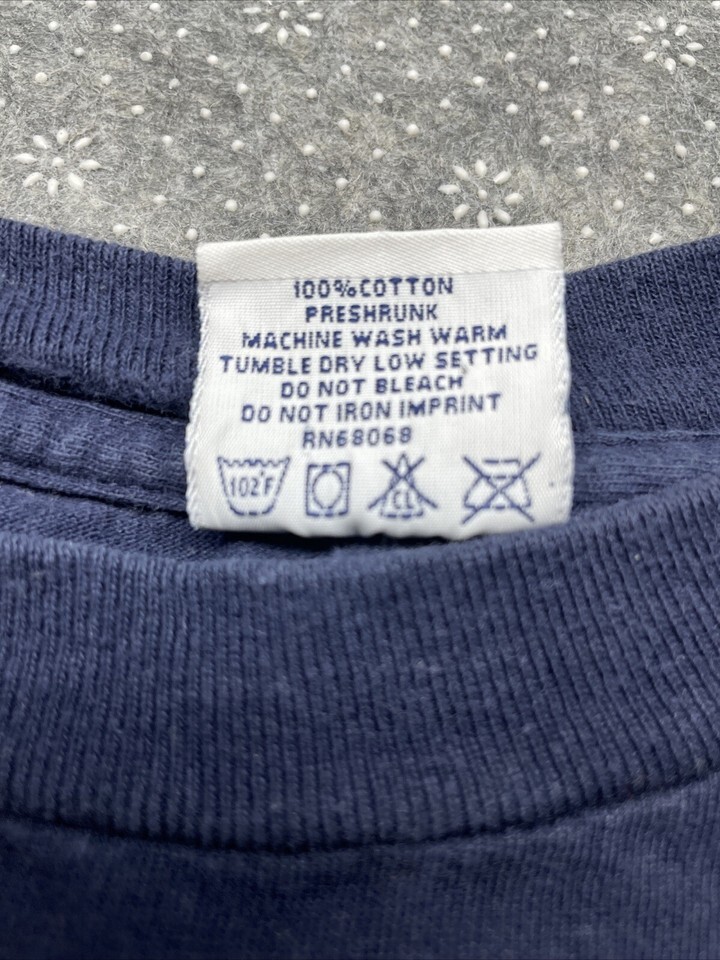 100%COTTON
PRESHRUNK
MACHINE WASH WARM
TUMBLE DRY LOW SETTING
DO NOT BLEACH
DO NOT IRON IMPRINT
RN68068
102°F CL